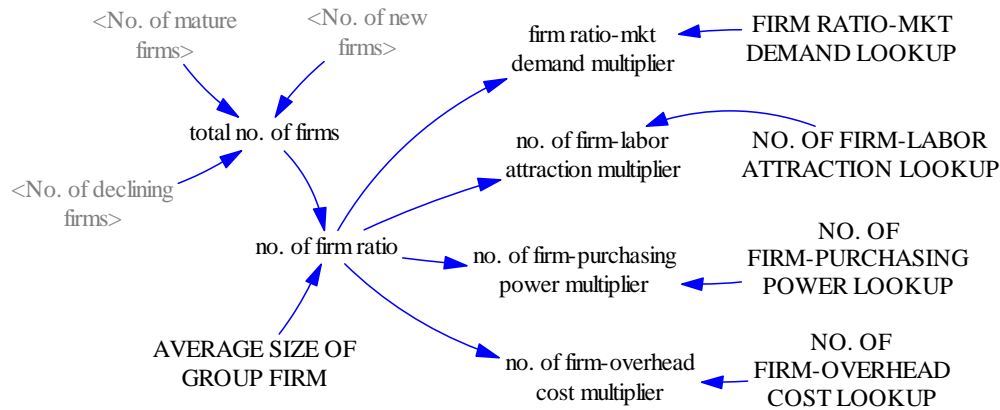 <No. of mature
firms>
<No. of new
firms>
firm ratio-mkt
demand multiplier
FIRM RATIO-MKT
DEMAND LOOKUP
total no. of firms
no. of firm-labor
attraction multiplier
NO. OF FIRM-LABOR
ATTRACTION LOOKUP
<No. of declining
firms>
no. of firm ratio
no. of firm-purchasing
power multiplier
NO. OF
FIRM-PURCHASING
POWER LOOKUP
AVERAGE SIZE OF
GROUP FIRM
no. of firm-overhead
cost multiplier
NO. OF
FIRM-OVERHEAD
COST LOOKUP